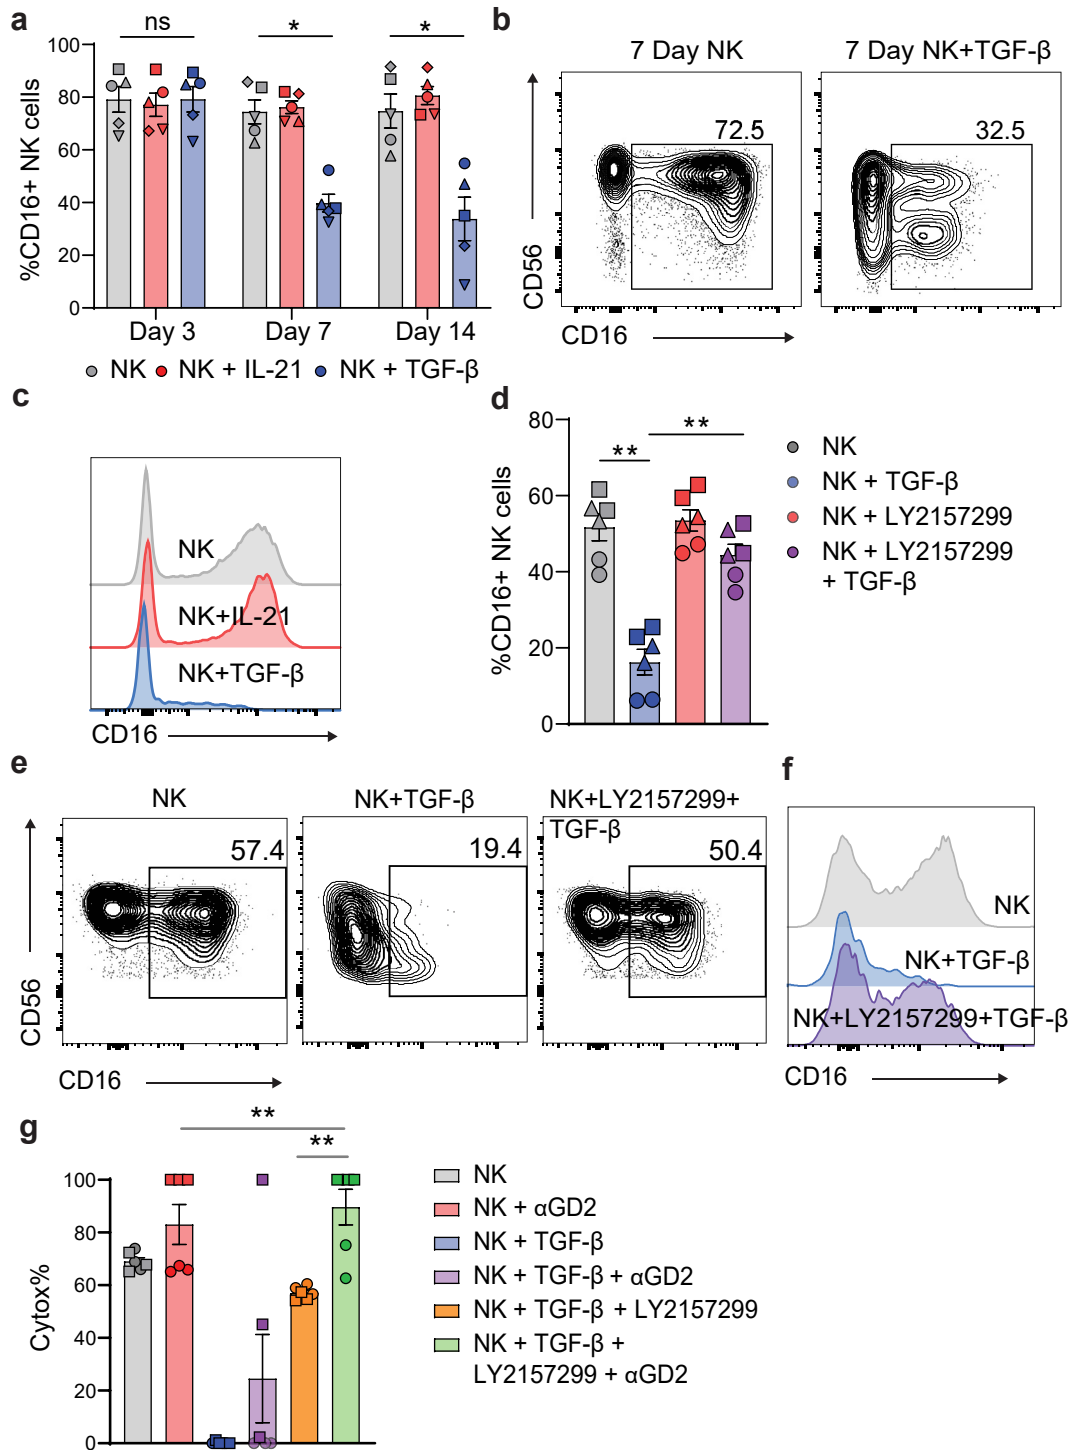 a
ns
*
*
%CD16+ NK cells
100
80
60
40
20
0
Day 3
Day 7
Day 14
NK
NK + IL-21
NK + TGF-β
b
7 Day NK
7 Day NK+TGF-β
72.5
32.5
CD56
CD16
c
NK
NK+IL-21
NK+TGF-β
CD16
d
**
**
%CD16+ NK cells
80
60
40
20
0
NK
NK + TGF-β
NK + LY2157299
NK + LY2157299
+ TGF-β
e
NK
NK+TGF-β
NK+LY2157299+
TGF-β
57.4
19.4
50.4
CD56
CD16
f
NK
NK+TGF-β
NK+LY2157299+TGF-β
CD16
g
**
**
Cytox%
100
80
60
40
20
0
NK
NK + αGD2
NK + TGF-β
NK + TGF-β + αGD2
NK + TGF-β + LY2157299
NK + TGF-β +
LY2157299 + αGD2